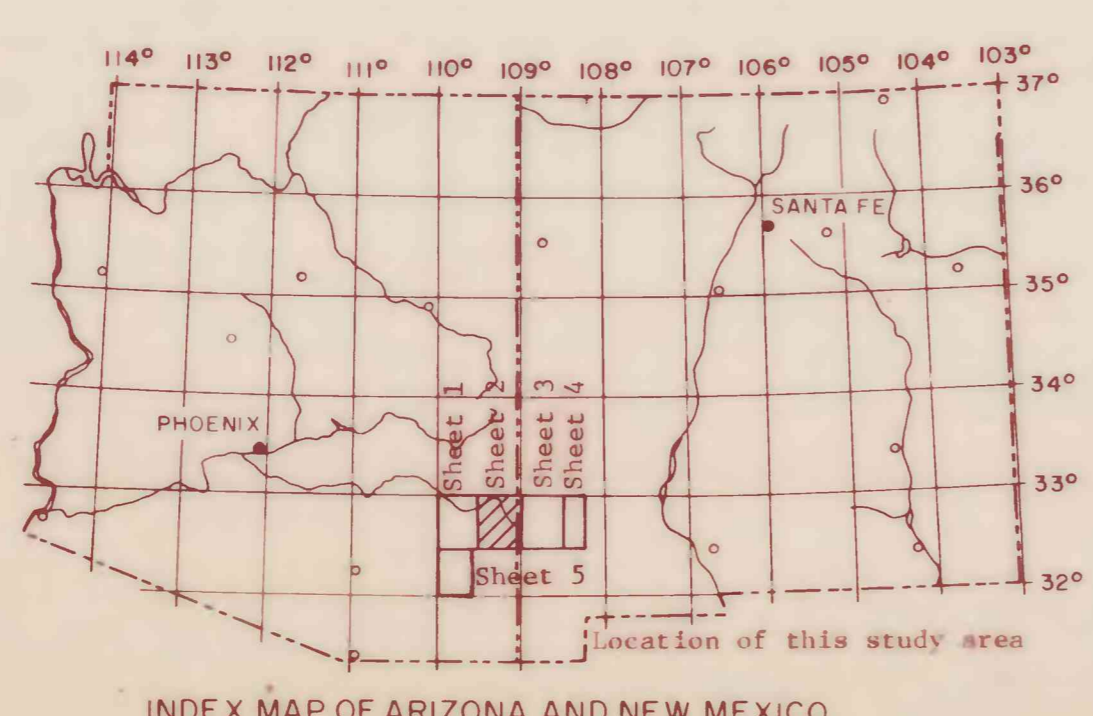 114° 113° 112° 111° 110° 109° 108° 107° 106° 105° 104° 103°
37°
36°
SANTA FE
35°
34°
Sheet 1
Sheet 2
Sheet 3
Sheet 4
PHOENIX
33°
Sheet 5
32°
Location of this study area
INDEX MAP OF ARIZONA AND NEW MEXICO